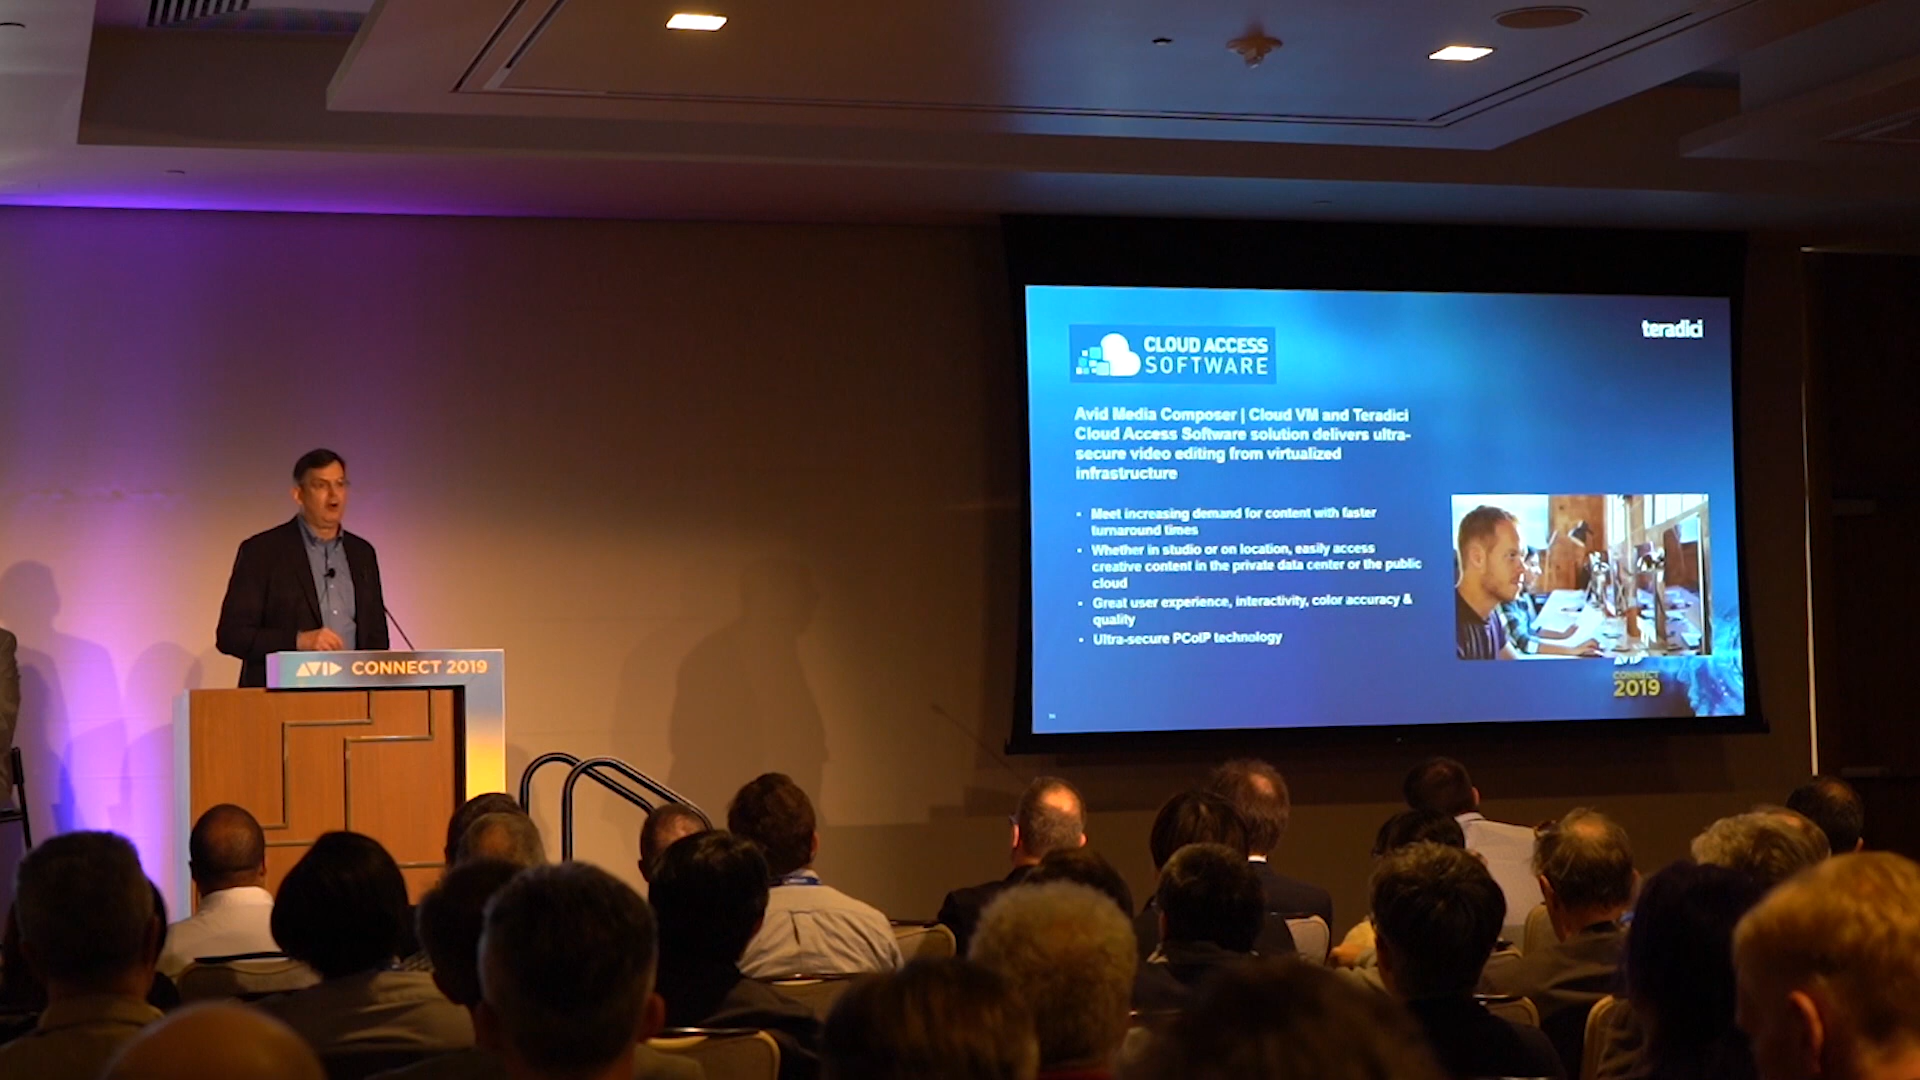 teradici
CLOUD ACCESS
SOFTWARE
Avid Media Composer | Cloud VM and Teradici
Cloud Access Software solution delivers ultra-
secure video editing from virtualized
infrastructure
• Meet increasing demand for content with faster
turnaround times
• Whether in studio or on location, easily access
creative content in the private data center or the public
cloud
• Great user experience, interactivity, color accuracy &
quality
• Ultra-secure PCoIP technology
AVID
CONNECT
2019
AVID CONNECT 2019